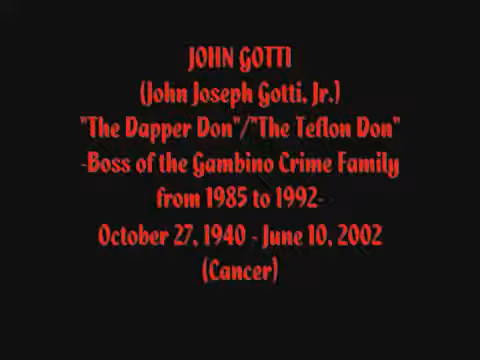 JOHN GOTTI
(John Joseph Gotti, Jr.)
"The Dapper Don"/"The Teflon Don"
-Boss of the Gambino Crime Family
from 1985 to 1992-
October 27, 1940 - June 10, 2002
(Cancer)